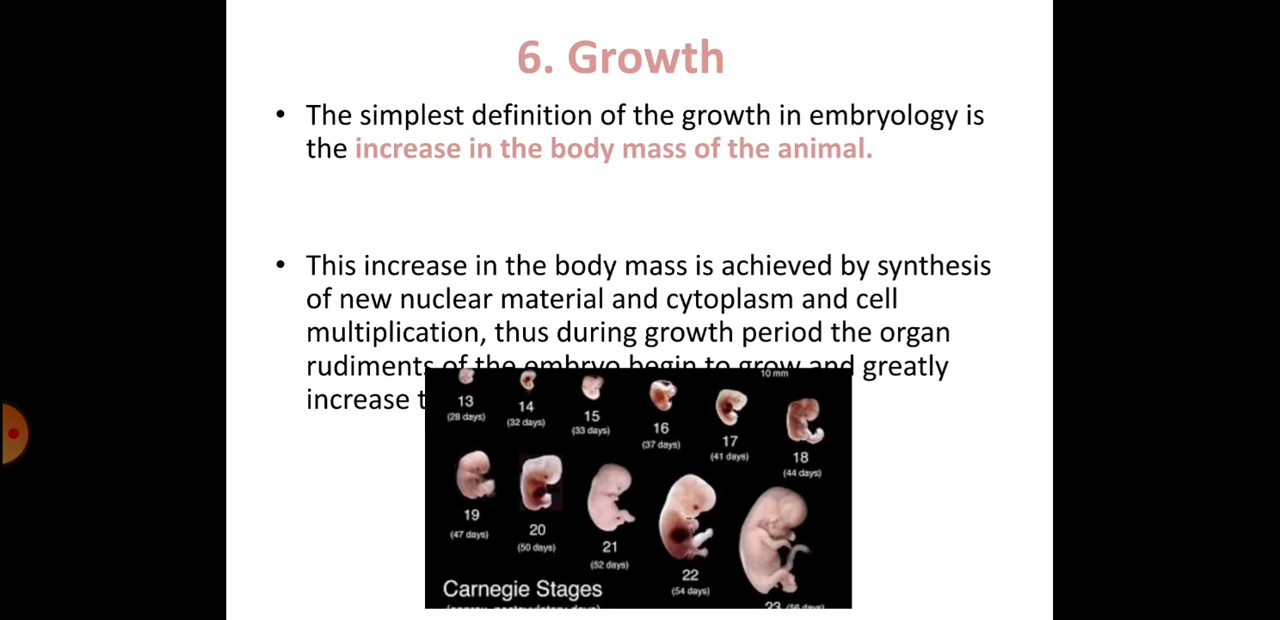 6. Growth
• The simplest definition of the growth in embryology is
the increase in the body mass of the animal.
• This increase in the body mass is achieved by synthesis
of new nuclear material and cytoplasm and cell
multiplication, thus during growth period the organ
rudiments of the embryo begin to grow and greatly
increase
10 mm
13
(28 days)
14
(32 days)
15
(33 days)
16
(37 days)
17
(41 days)
18
(44 days)
19
(47 days)
20
(50 days)
21
(52 days)
22
(54 days)
23 (56 days)
Carnegie Stages